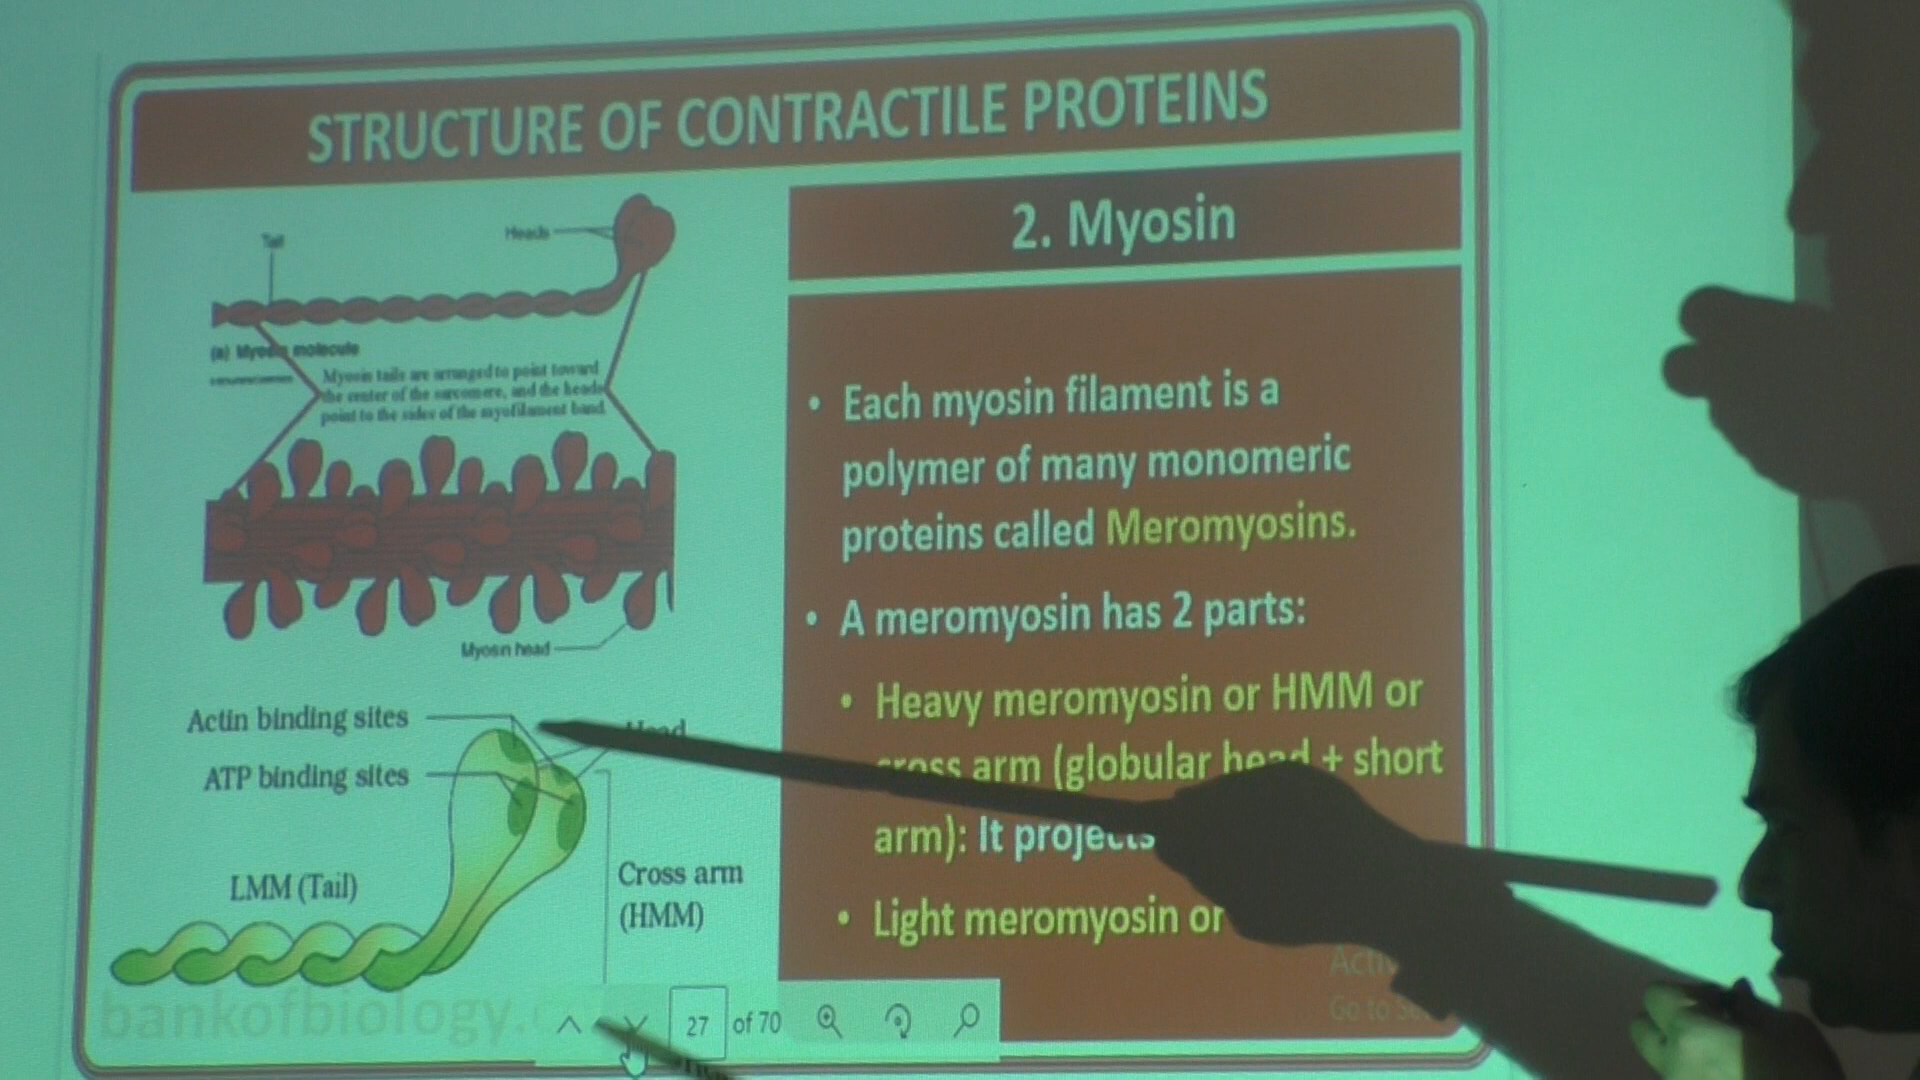 STRUCTURE OF CONTRACTILE PROTEINS
Tail
Heads
(a) Myosin molecule
Myosin tails are arranged to point toward
the center of the sarcomere, and the heads
point to the sides of the myofilament band.
Myosin head
Actin binding sites
Head
ATP binding sites
LMM (Tail)
Cross arm
(HMM)
bankofbiology.
2. Myosin
• Each myosin filament is a
polymer of many monomeric
proteins called Meromyosins.
• A meromyosin has 2 parts:
• Heavy meromyosin or HMM or
cross arm (globular head + short
arm): It projects
• Light meromyosin or
Go to
27 of 70